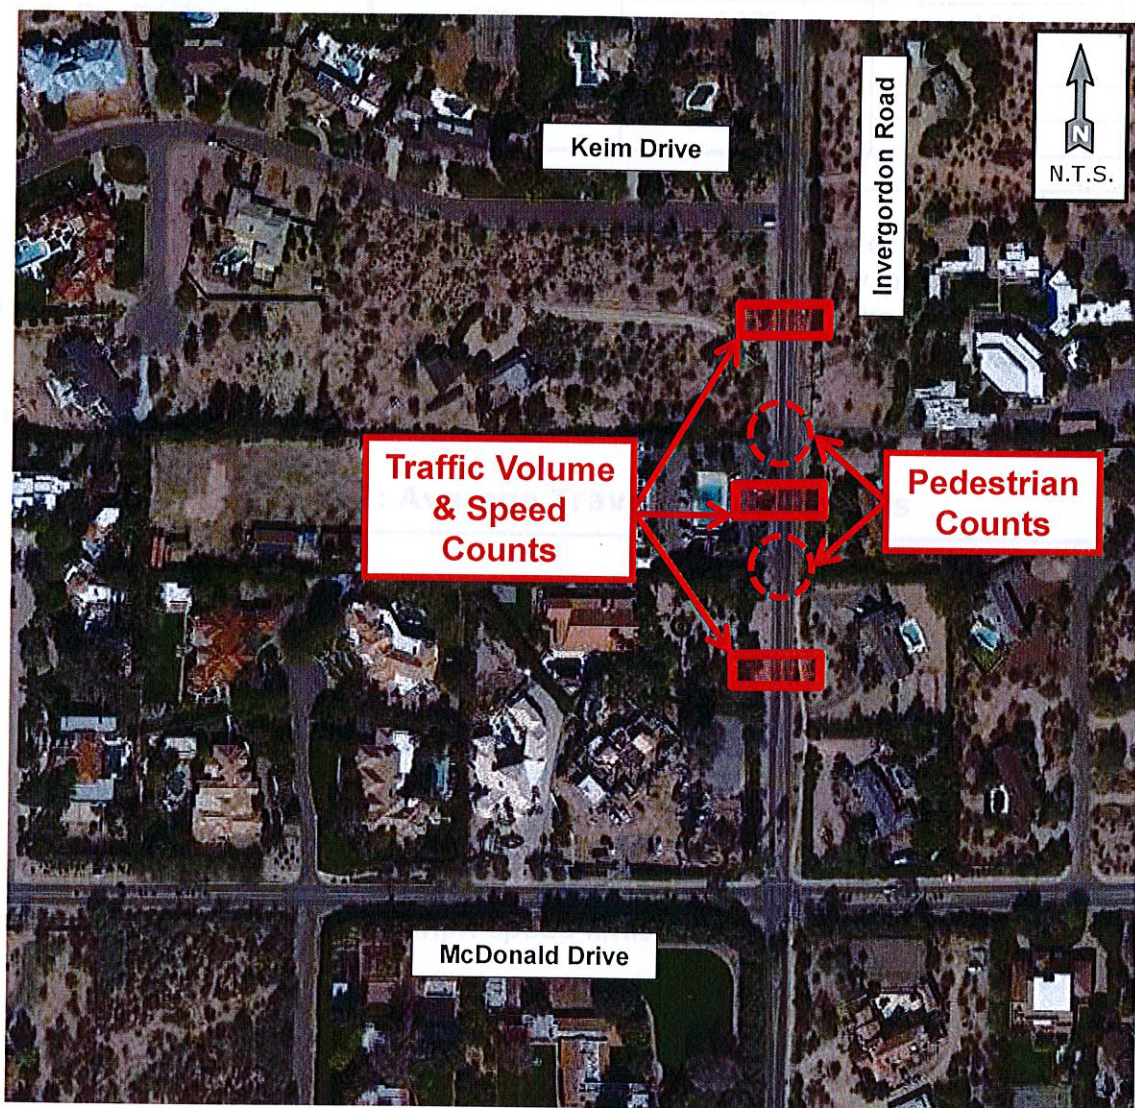 Keim Drive
Invergordon Road
N
N.T.S.
Traffic Volume
& Speed
Counts
Pedestrian
Counts
McDonald Drive